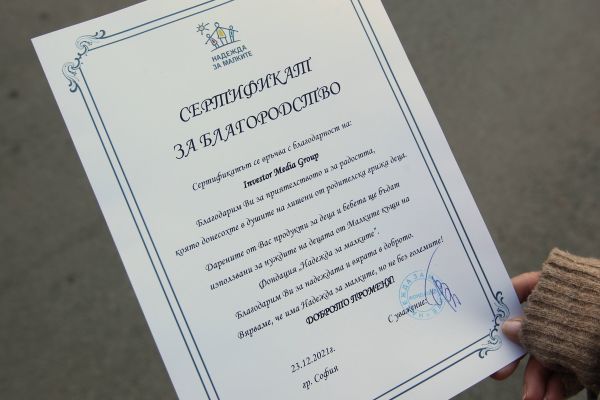 НАДЕЖДА
ЗА МАЛКИТЕ
СЕРТИФИКАТ
ЗА БЛАГОРОДСТВО
Сертификатът се връчва с благодарност на:
Investor Media Group
Благодарим Ви за приятелството и за радостта,
която донесохте в душите на лишени от родителска грижа деца.
Дарените от Вас продукти за деца и бебета ще бъдат
използвани за нуждите на децата от Малките къщи на
Фондация „Надежда за малките".
Благодарим Ви за надеждата и вярата в доброто.
Вярваме, че има Надежда за малките, но не без големите!
ДОБРОТО ПРОМЕНЯ!
С уважение:
23.12.2021г.
гр. София